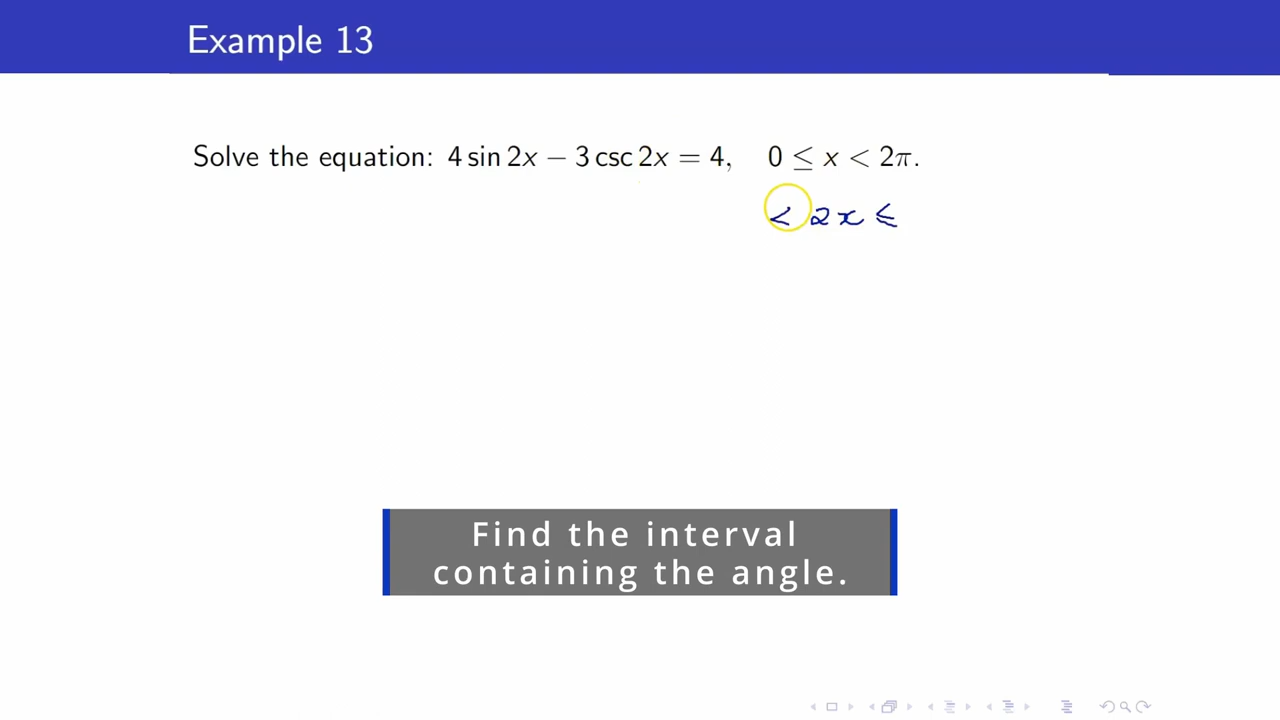 Example 13
Solve the equation: 4 sin 2x − 3 csc 2x = 4, 0 ≤ x < 2π.
< 2x ≤
Find the interval
containing the angle.